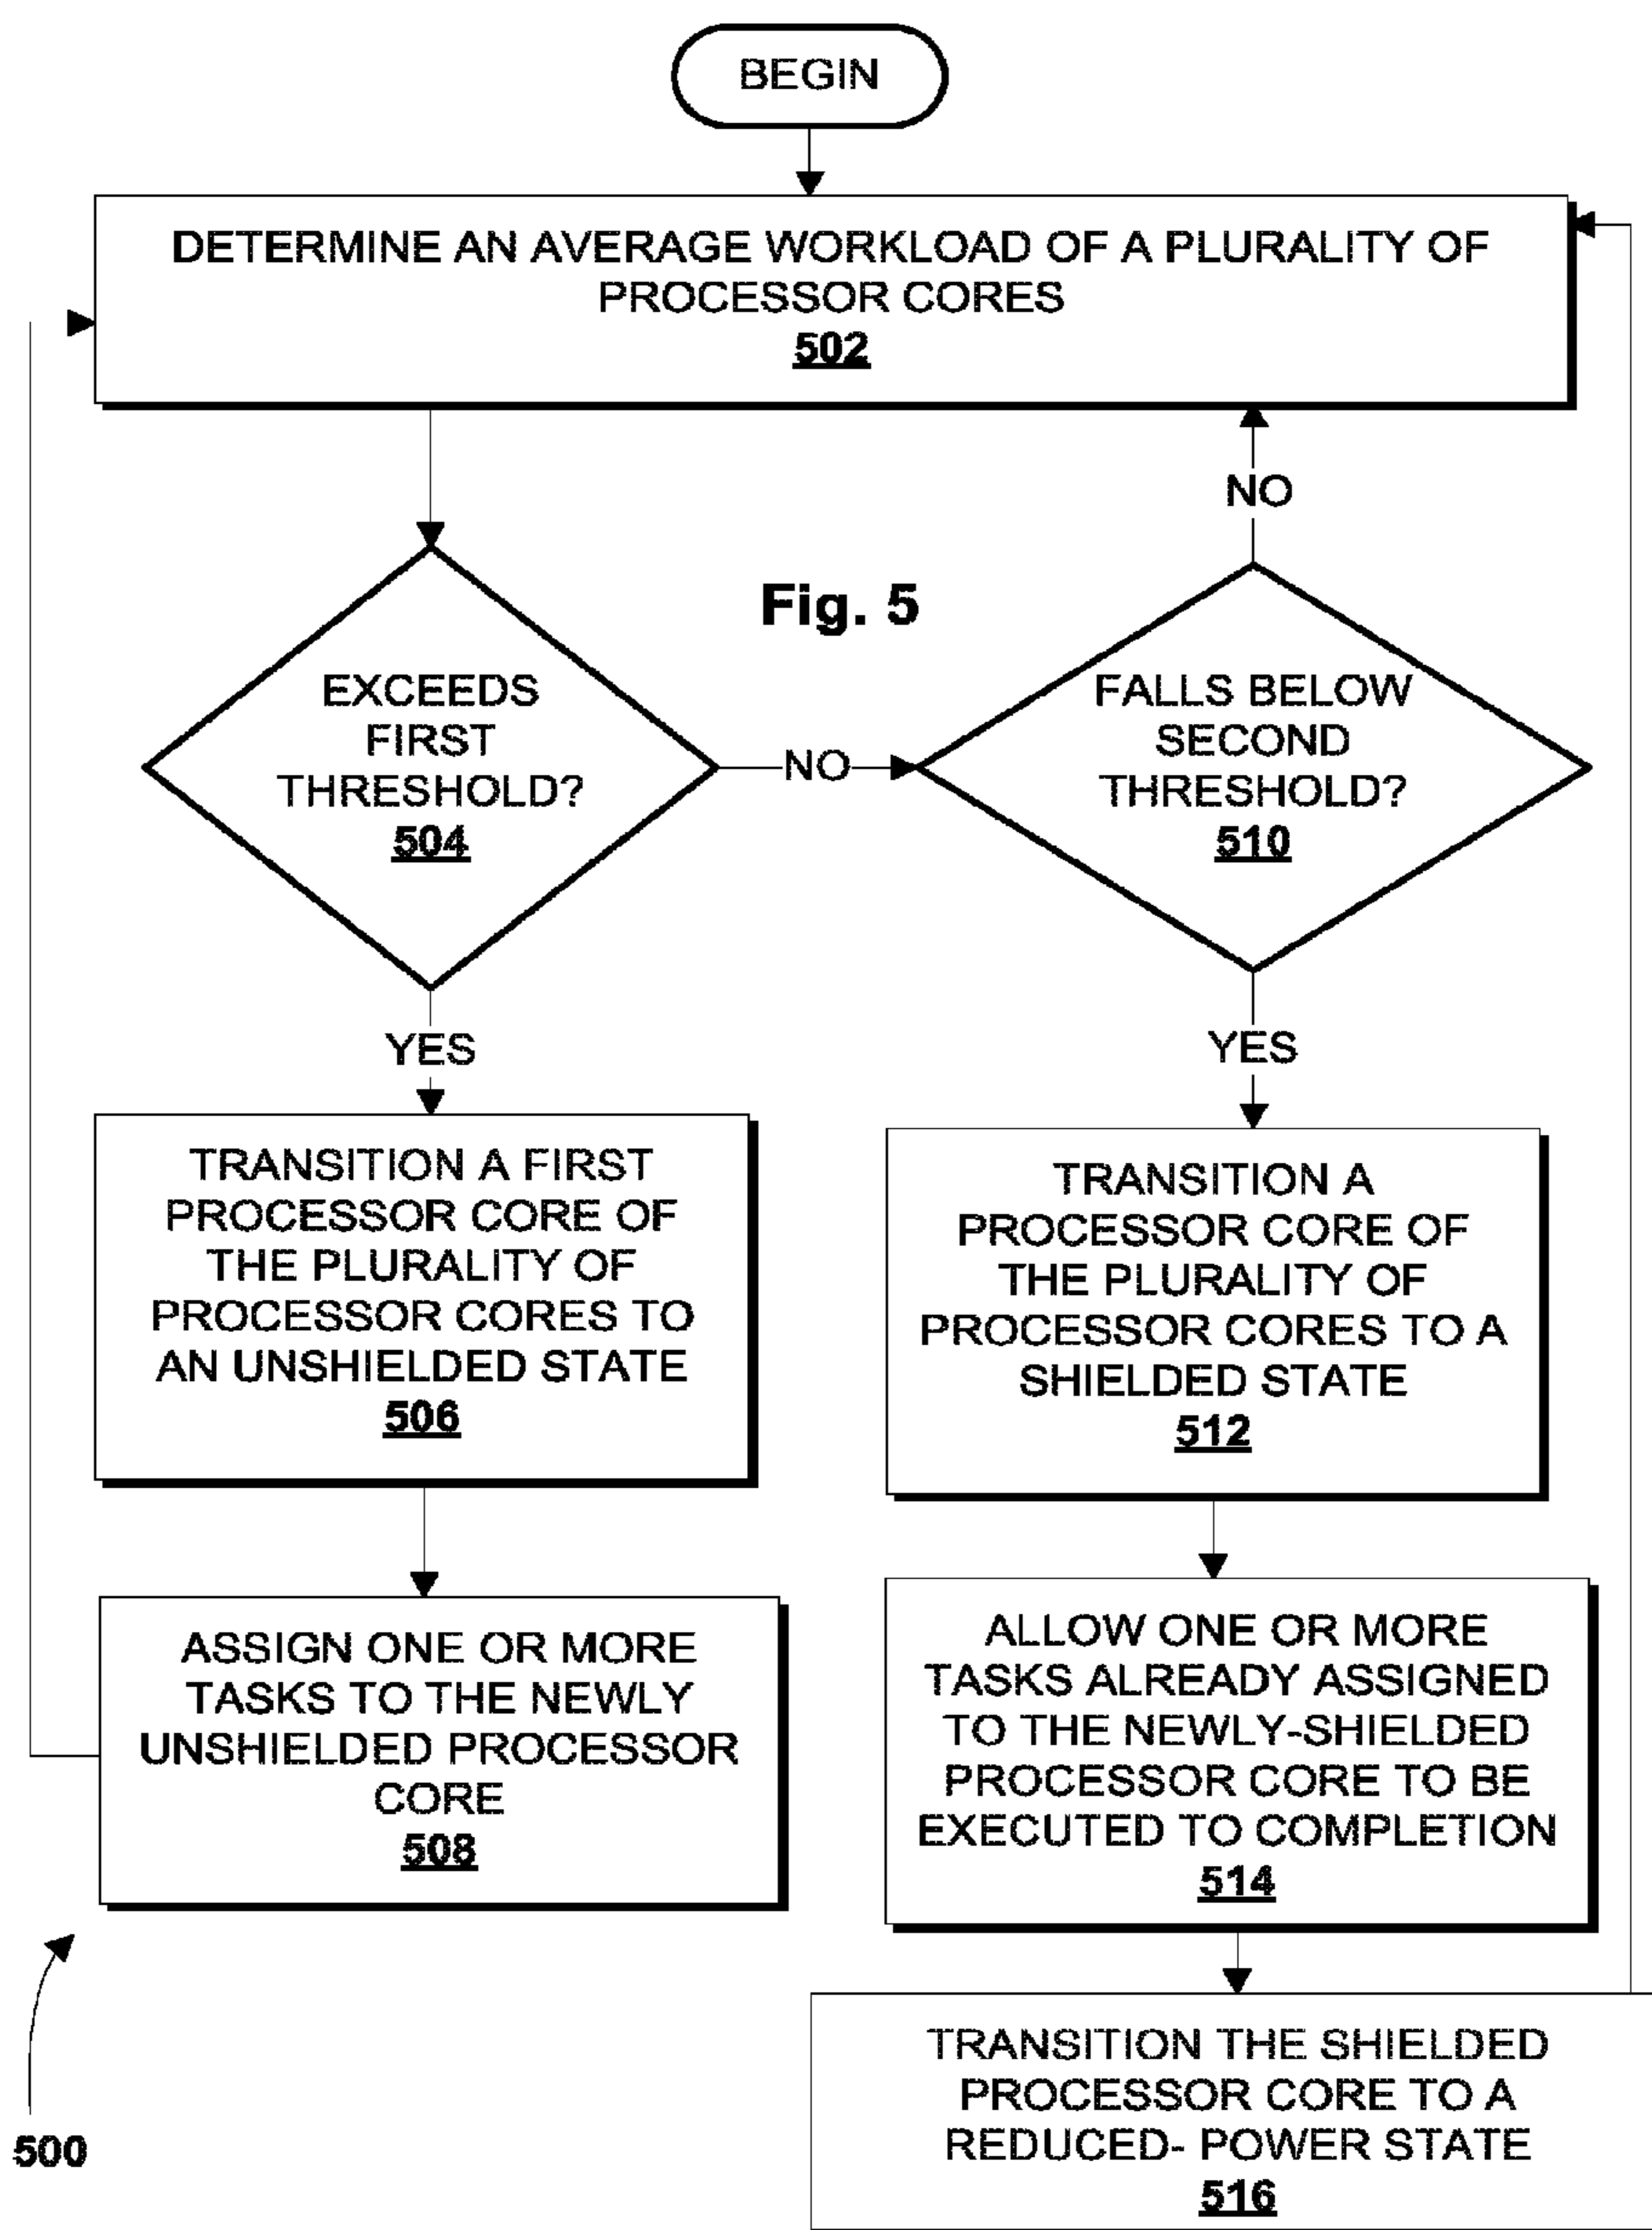 BEGIN
DETERMINE AN AVERAGE WORKLOAD OF A PLURALITY OF
PROCESSOR CORES
502
NO
Fig. 5
EXCEEDS
FIRST
THRESHOLD?
504
NO
FALLS BELOW
SECOND
THRESHOLD?
510
YES
YES
TRANSITION A FIRST
PROCESSOR CORE OF
THE PLURALITY OF
PROCESSOR CORES TO
AN UNSHIELDED STATE
506
TRANSITION A
PROCESSOR CORE OF
THE PLURALITY OF
PROCESSOR CORES TO A
SHIELDED STATE
512
ASSIGN ONE OR MORE
TASKS TO THE NEWLY
UNSHIELDED PROCESSOR
CORE
508
ALLOW ONE OR MORE
TASKS ALREADY ASSIGNED
TO THE NEWLY-SHIELDED
PROCESSOR CORE TO BE
EXECUTED TO COMPLETION
514
TRANSITION THE SHIELDED
PROCESSOR CORE TO A
REDUCED- POWER STATE
516
500